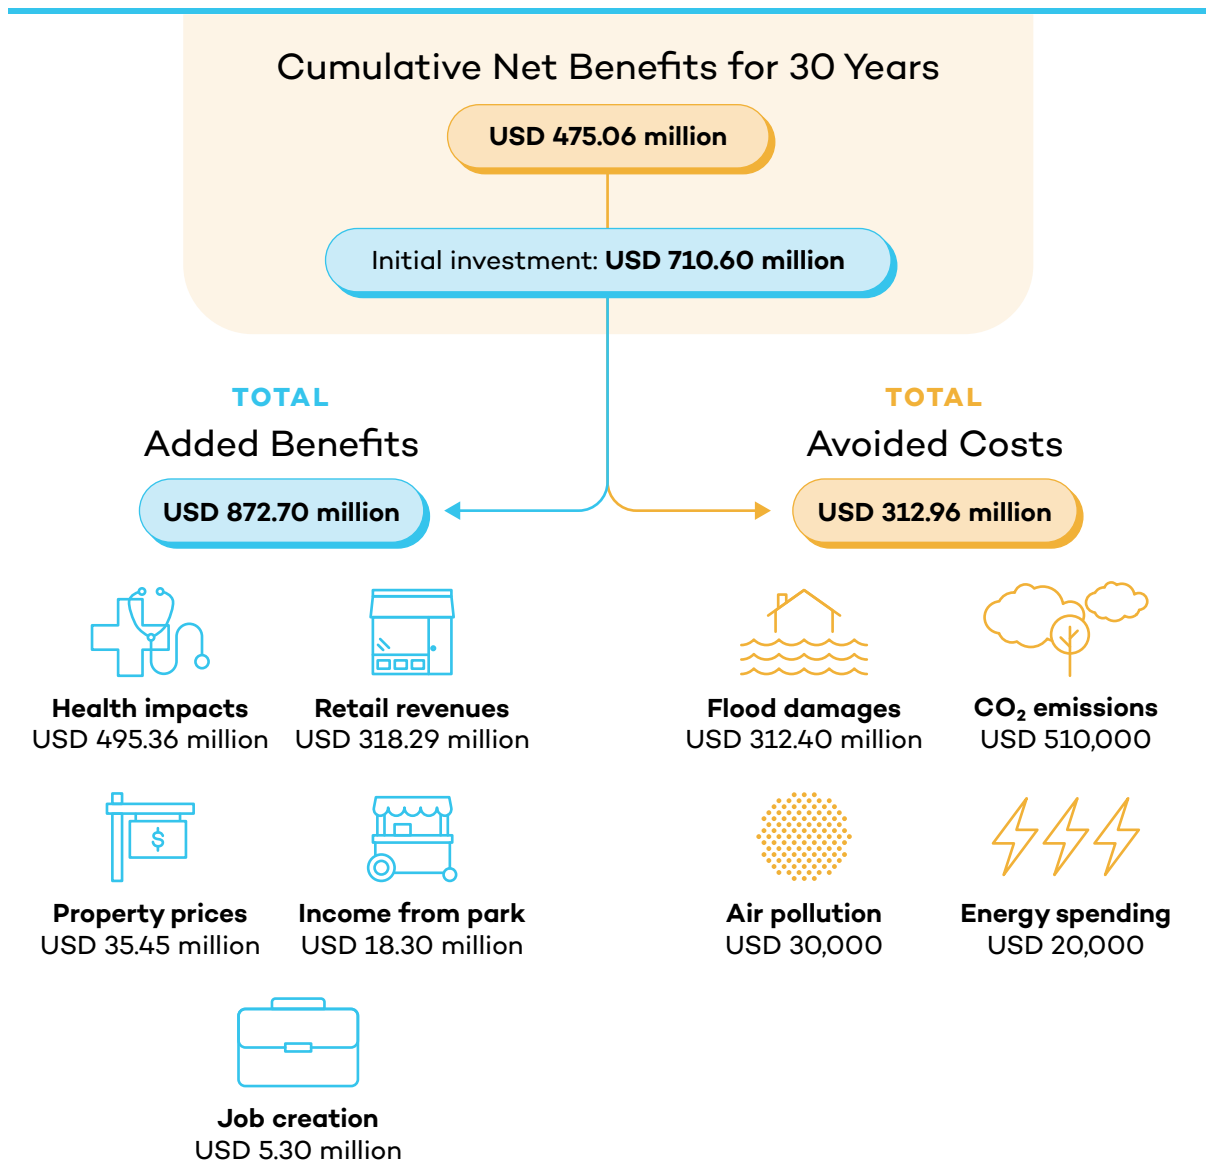 Cumulative Net Benefits for 30 Years
USD 475.06 million
Initial investment: USD 710.60 million
TOTAL
Added Benefits
USD 872.70 million
Health impacts
USD 495.36 million
Retail revenues
USD 318.29 million
Property prices
USD 35.45 million
$
Income from park
USD 18.30 million
Job creation
USD 5.30 million
TOTAL
Avoided Costs
USD 312.96 million
Flood damages
USD 312.40 million
CO₂ emissions
USD 510,000
Air pollution
USD 30,000
Energy spending
USD 20,000